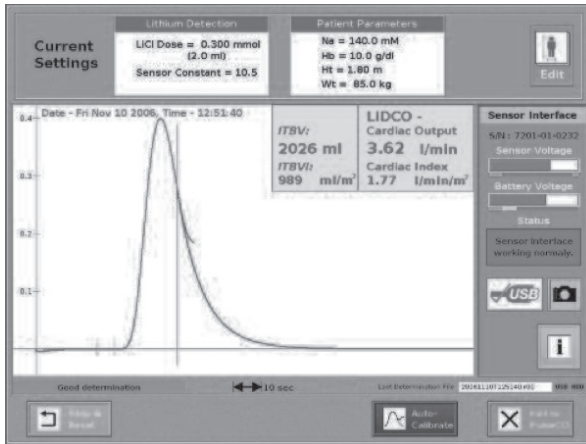 Current
Settings
Lithium Detection
LiCl Dose = 0.300 mmol
(2.0 ml)
Sensor Constant = 10.5
Patient Parameters
Na = 140.0 mM
Hb = 10.0 g/dl
Ht = 1.80 m
Wt = 85.0 kg
Edit
Date - Fri Nov 10 2006, Time - 12:51:40
0.4
0.3
0.2
0.1
ITBV:
2026 ml
ITBVI:
989 ml/m²
LIDCO -
Cardiac Output
3.62 l/min
Cardiac Index
1.77 l/min/m²
Sensor Interface
S/N : 7201-01-0232
Sensor Voltage
Battery Voltage
Status
Sensor Interface
working normaly.
USB
i
Good determination
10 sec
Last Determination File
20061110T125140.v00
Auto-
Calibrate